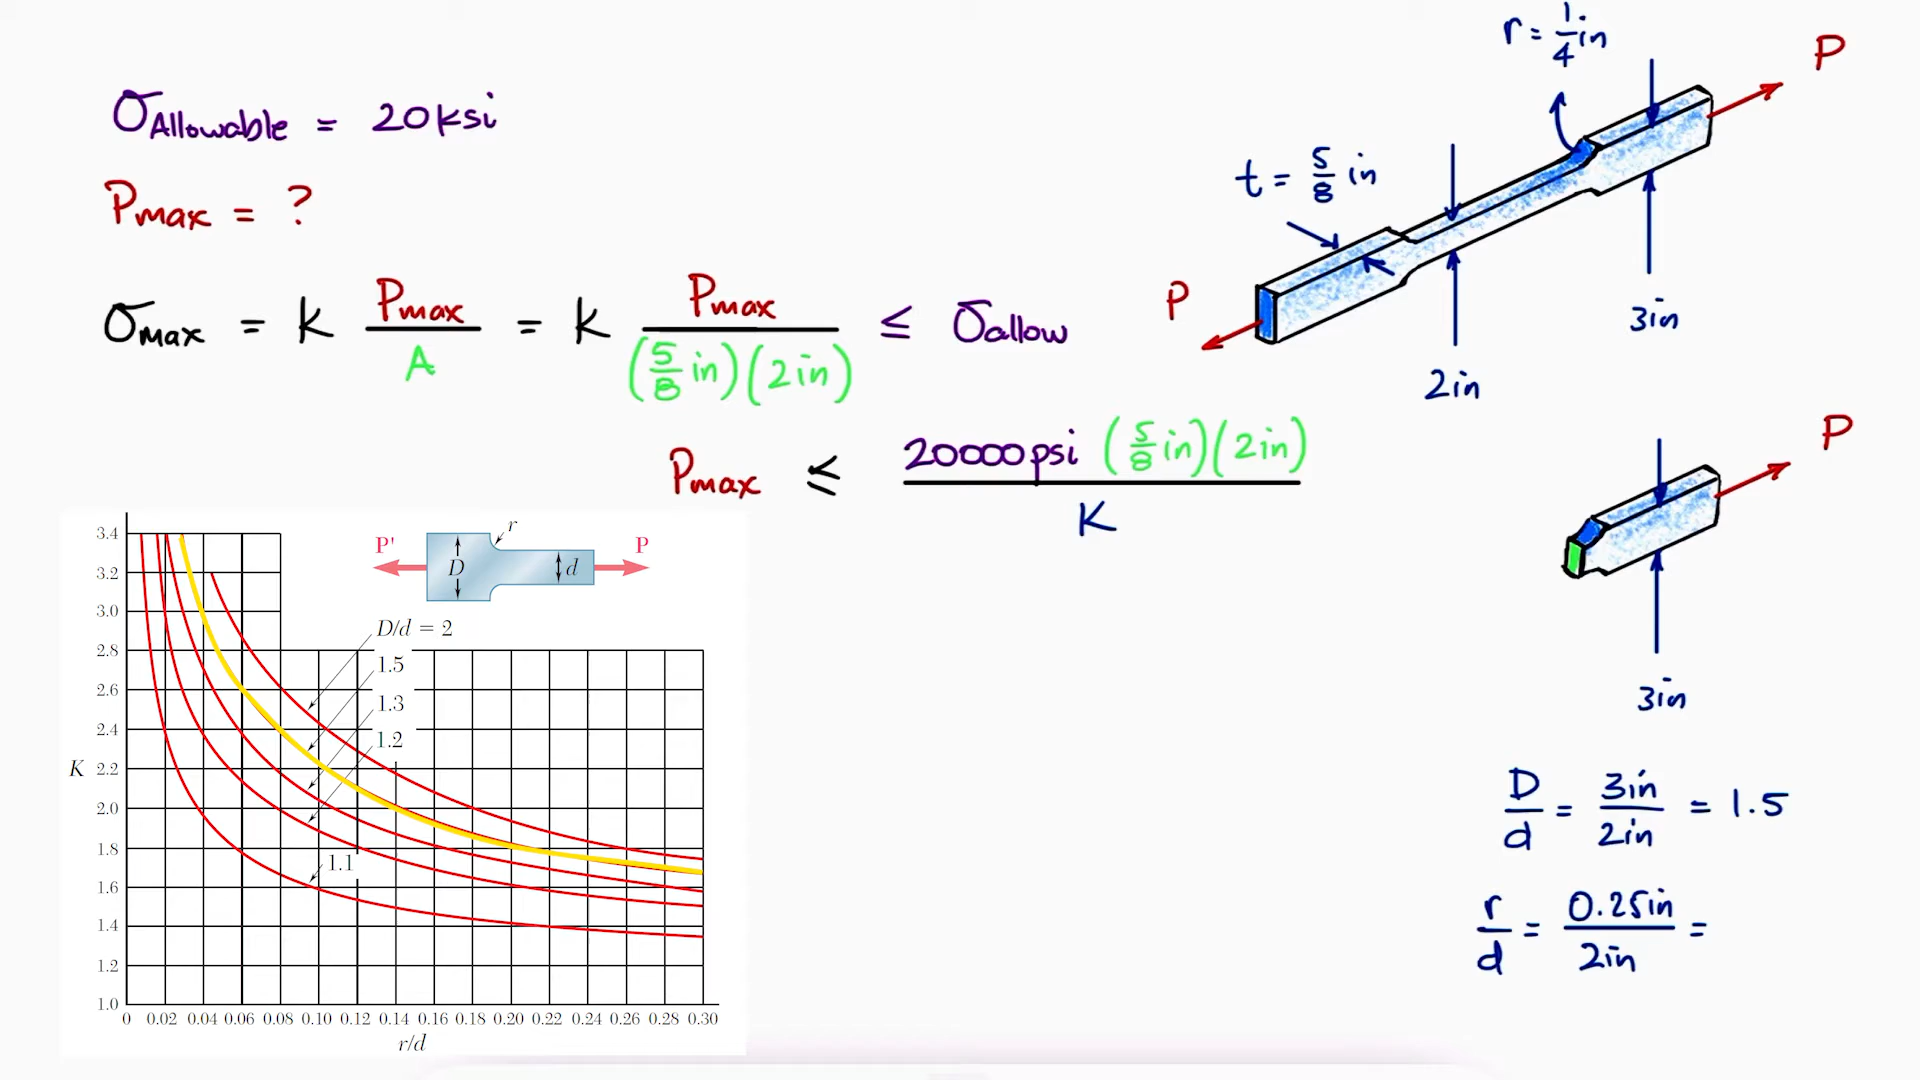 σAllowable = 20ksi
Pmax = ?
σmax = K Pmax/A = K Pmax/((5/8 in)(2in)) ≤ σallow
Pmax ≤ 20000psi (5/8 in)(2in)/K
r = 1/4 in
P
t = 5/8 in
P
3in
2in
P
3in
D/d = 3in/2in = 1.5
r/d = 0.25in/2in =
P'
D
r
d
P
D/d = 2
1.5
1.3
1.2
1.1
K
3.4
3.2
3.0
2.8
2.6
2.4
2.2
2.0
1.8
1.6
1.4
1.2
1.0
0 0.02 0.04 0.06 0.08 0.10 0.12 0.14 0.16 0.18 0.20 0.22 0.24 0.26 0.28 0.30
r/d